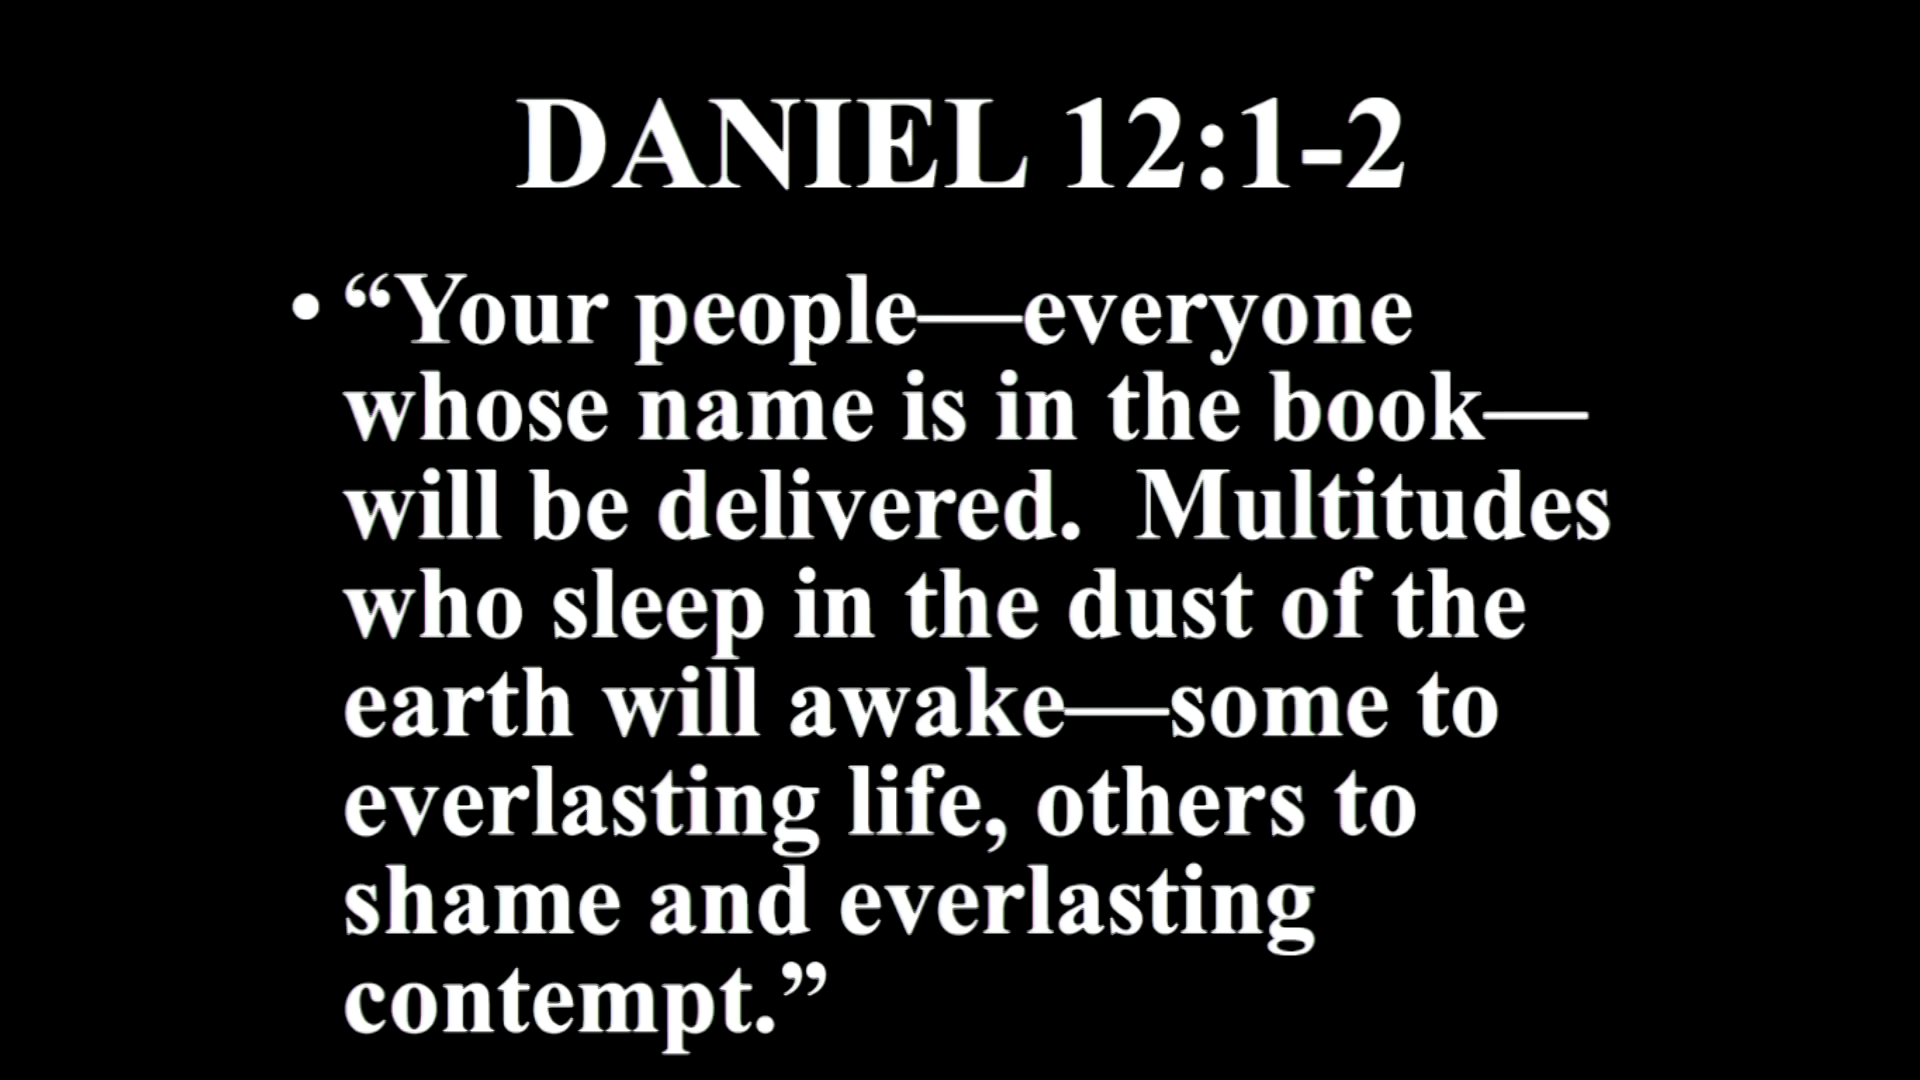 DANIEL 12:1-2
• “Your people—everyone
whose name is in the book—
will be delivered.  Multitudes
who sleep in the dust of the
earth will awake—some to
everlasting life, others to
shame and everlasting
contempt.”